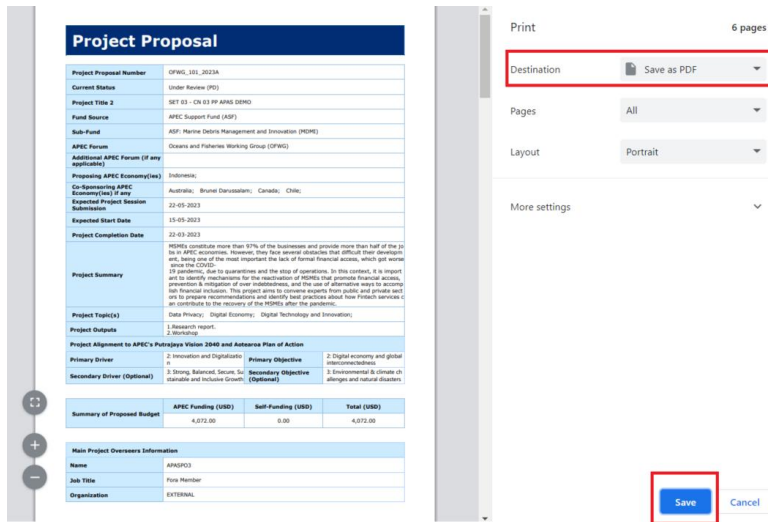 Project Proposal
Project Proposal Number OFWG_101_2023A
Current Status Under Review (PD)
Project Title 2 SET 03 - CN 03 PP APAS DEMO
Fund Source APEC Support Fund (ASF)
Sub-Fund ASF: Marine Debris Management and Innovation (MDMI)
APEC Forum Oceans and Fisheries Working Group (OFWG)
Additional APEC Forum (if any
applicable)
Proposing APEC Economy(ies) Indonesia;
Co-Sponsoring APEC
Economy(ies) if any Australia; Brunei Darussalam; Canada; Chile;
Expected Project Session
Submission 22-05-2023
Expected Start Date 15-05-2023
Project Completion Date 22-03-2023
Project Summary
MSMEs constitute more than 97% of the businesses and provide more than half of the jo
bs in APEC economies. However, they face several obstacles that difficult their developm
ent, being one of the most important the lack of formal financial access, which got worse
since the COVID-
19 pandemic, due to quarantines and the stop of operations. In this context, it is import
ant to identify mechanisms for the reactivation of MSMEs that promote financial access,
prevention & mitigation of over indebtedness, and the use of alternative ways to accomp
lish financial inclusion. This project aims to convene experts from public and private sect
ors to prepare recommendations and identify best practices about how Fintech services c
an contribute to the recovery of the MSMEs after the pandemic.
Project Topic(s) Data Privacy; Digital Economy; Digital Technology and Innovation;
Project Outputs
1.Research report.
2.Workshop
Project Alignment to APEC's Putrajaya Vision 2040 and Aotearoa Plan of Action
Primary Driver
2: Innovation and Digitalizatio
n
Primary Objective
2: Digital economy and global
interconnectedness
Secondary Driver (Optional)
3: Strong, Balanced, Secure, Su
stainable and Inclusive Growth
Secondary Objective
(Optional)
3: Environmental & climate ch
allenges and natural disasters
Summary of Proposed Budget
APEC Funding (USD) Self-Funding (USD) Total (USD)
4,072.00 0.00 4,072.00
Main Project Overseers Information
Name APASPO3
Job Title Fora Member
Organization EXTERNAL
Print 6 pages
Destination Save as PDF
Pages All
Layout Portrait
More settings
Save Cancel